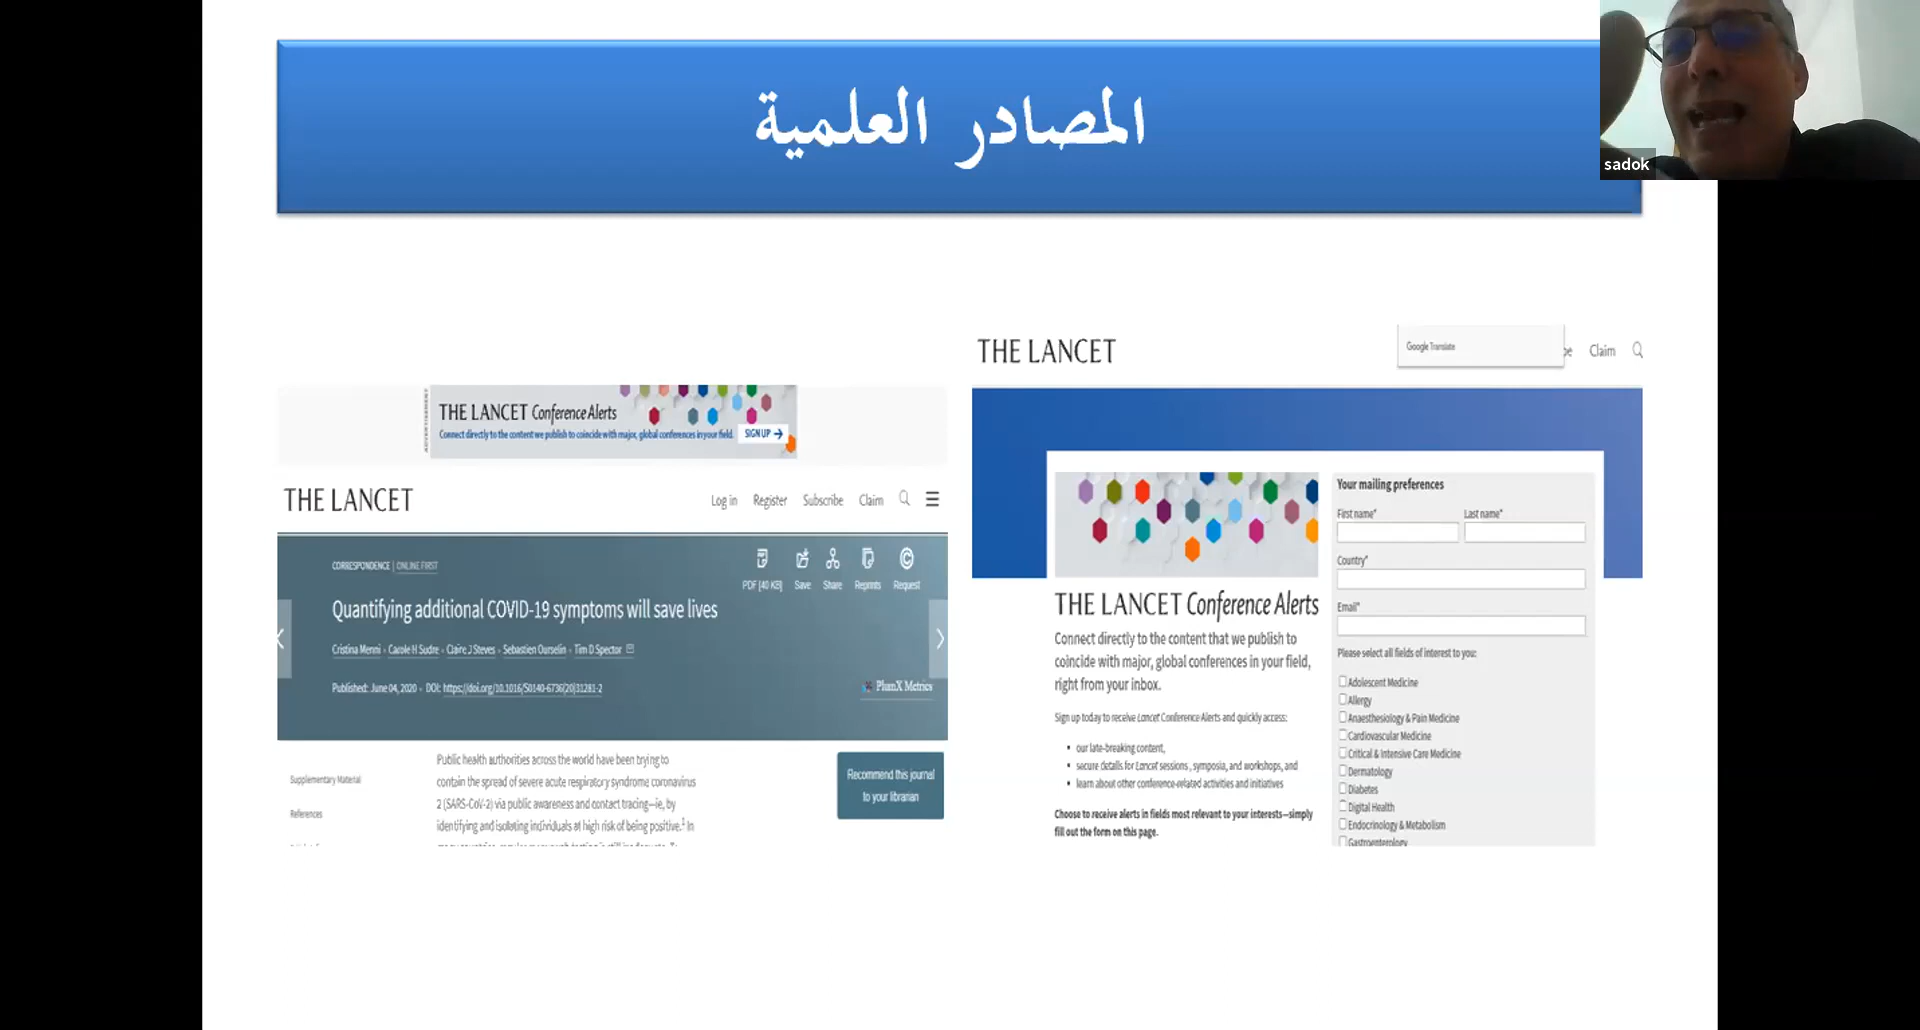 المصادر العلمية
sadok
ADVERTISEMENT
THE LANCET Conference Alerts
Connect directly to the content we publish to coincide with major, global conferences in your field.
SIGN UP →
THE LANCET
Log in Register Subscribe Claim
CORRESPONDENCE | ONLINE FIRST
PDF [40 KB] Save Share Reprints Request
Quantifying additional COVID-19 symptoms will save lives
Cristina Menni • Carole H Sudre • Claire J Steves • Sebastien Ourselin • Tim D Spector
Published: June 04, 2020 • DOI: https://doi.org/10.1016/S0140-6736(20)31281-2
PlumX Metrics
Supplementary Material
References
Public health authorities across the world have been trying to
contain the spread of severe acute respiratory syndrome coronavirus
2 (SARS-CoV-2) via public awareness and contact tracing—ie, by
identifying and isolating individuals at high risk of being positive.1 In
Recommend this journal
to your librarian
THE LANCET
Google Translate
Claim
THE LANCET Conference Alerts
Connect directly to the content that we publish to
coincide with major, global conferences in your field,
right from your inbox.
Sign up today to receive Lancet Conference Alerts and quickly access:
• our late-breaking content,
• secure details for Lancet sessions, symposia, and workshops, and
• learn about other conference-related activities and initiatives
Choose to receive alerts in fields most relevant to your interests—simply
fill out the form on this page.
Your mailing preferences
First name* Last name*
Country*
Email*
Please select all fields of interest to you:
Adolescent Medicine
Allergy
Anaesthesiology & Pain Medicine
Cardiovascular Medicine
Critical & Intensive Care Medicine
Dermatology
Diabetes
Digital Health
Endocrinology & Metabolism
Gastroenterology